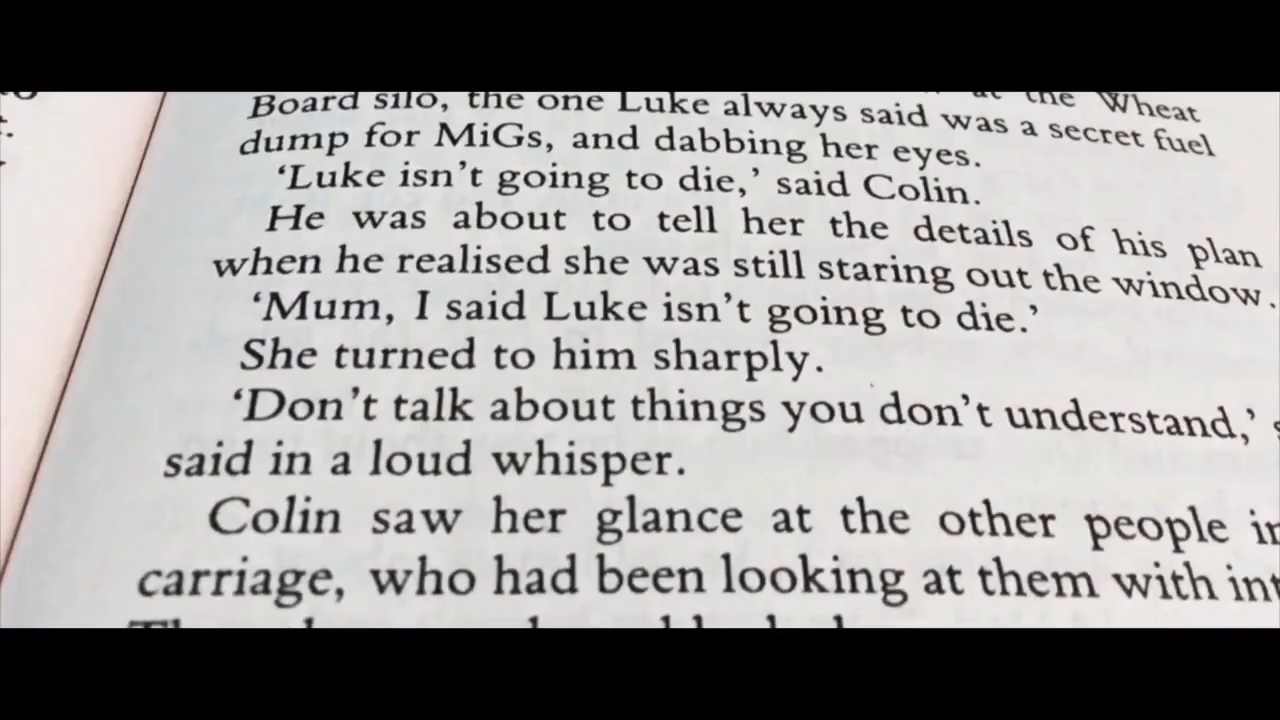 at the Wheat
Board silo, the one Luke always said was a secret fuel
dump for MiGs, and dabbing her eyes.
‘Luke isn’t going to die,’ said Colin.
He was about to tell her the details of his plan
when he realised she was still staring out the window.
‘Mum, I said Luke isn’t going to die.’
She turned to him sharply.
‘Don’t talk about things you don’t understand,’
said in a loud whisper.
Colin saw her glance at the other people
carriage, who had been looking at them with